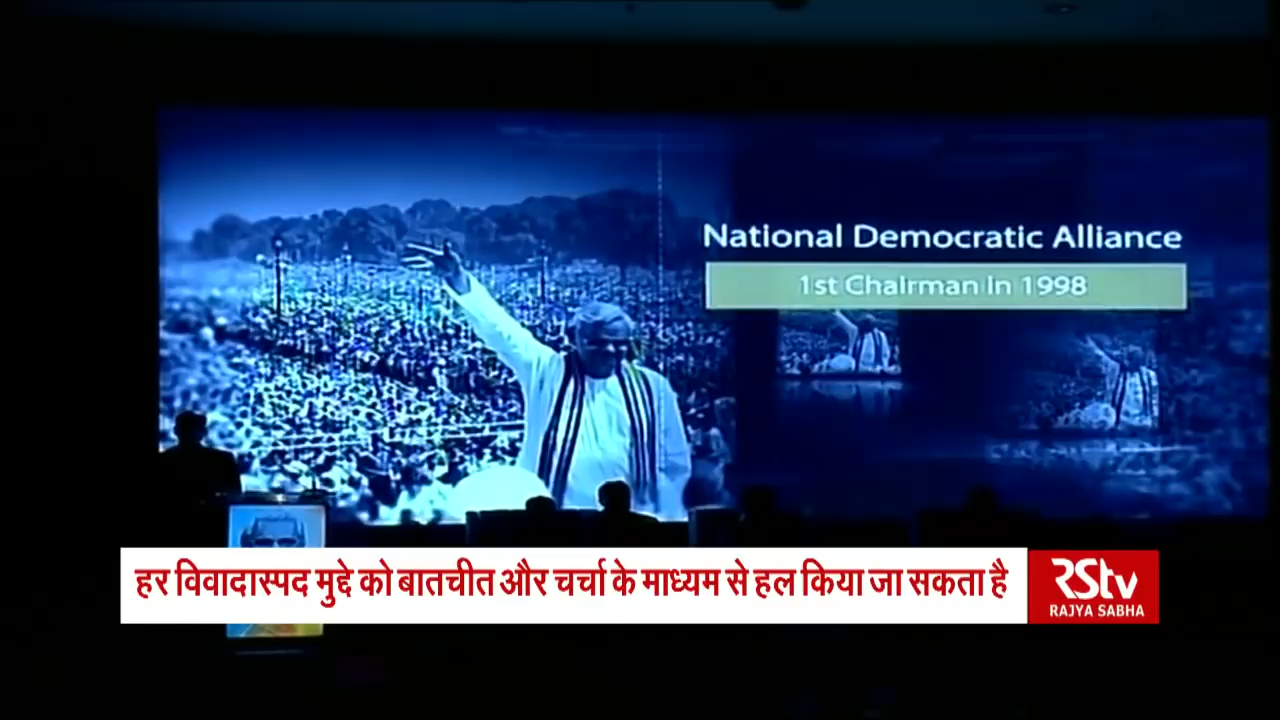 National Democratic Alliance
1st Chairman in 1998
हर विवादास्पद मुद्दे को बातचीत और चर्चा के माध्यम से हल किया जा सकता है
RStv
RAJYA SABHA